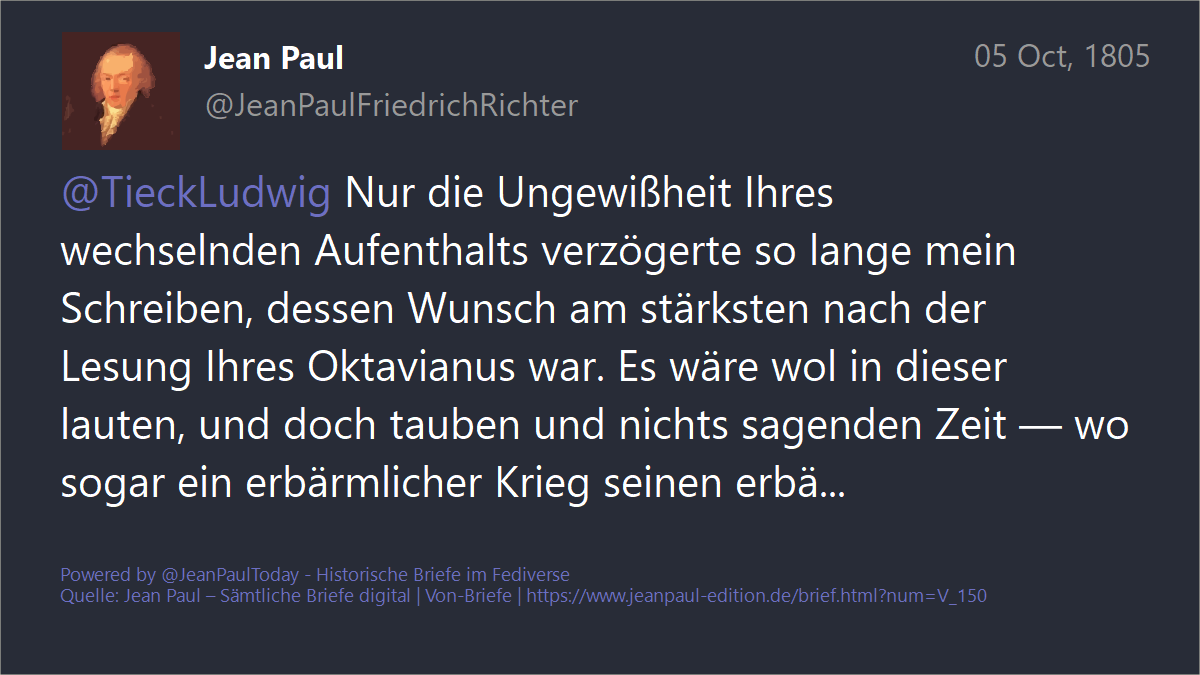 Jean Paul
05 Oct, 1805
@JeanPaulFriedrichRichter
@TieckLudwig Nur die Ungewißheit Ihres
wechselnden Aufenthalts verzögerte so lange mein
Schreiben, dessen Wunsch am stärksten nach der
Lesung Ihres Oktavianus war. Es wäre wol in dieser
lauten, und doch tauben und nichts sagenden Zeit — wo
sogar ein erbärmlicher Krieg seinen erbä...
Powered by @JeanPaulToday - Historische Briefe im Fediverse
Quelle: Jean Paul – Sämtliche Briefe digital | Von-Briefe | https://www.jeanpaul-edition.de/brief.html?num=V_150